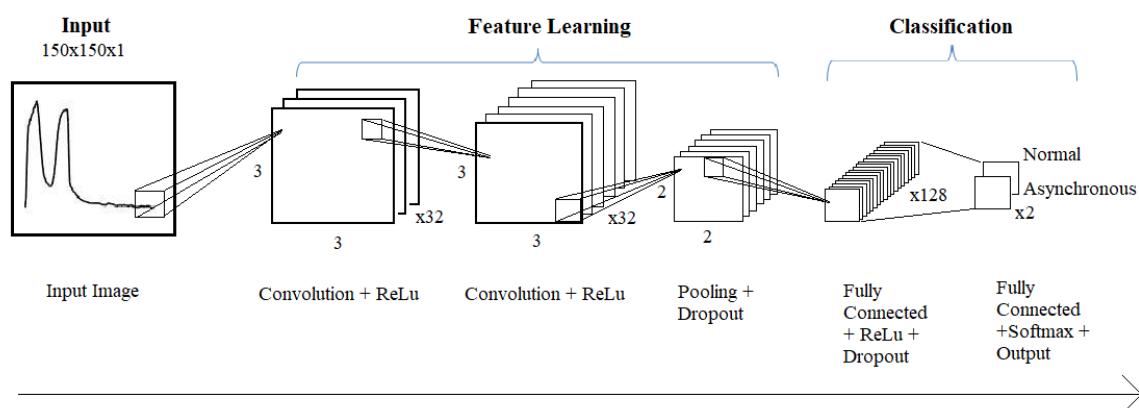 Input
150x150x1
Feature Learning
Classification
3
3
x32
3
3
x32
2
2
x128
Normal
Asynchronous
x2
Input Image
Convolution + ReLu
Convolution + ReLu
Pooling +
Dropout
Fully
Connected
+ ReLu +
Dropout
Fully
Connected
+Softmax +
Output